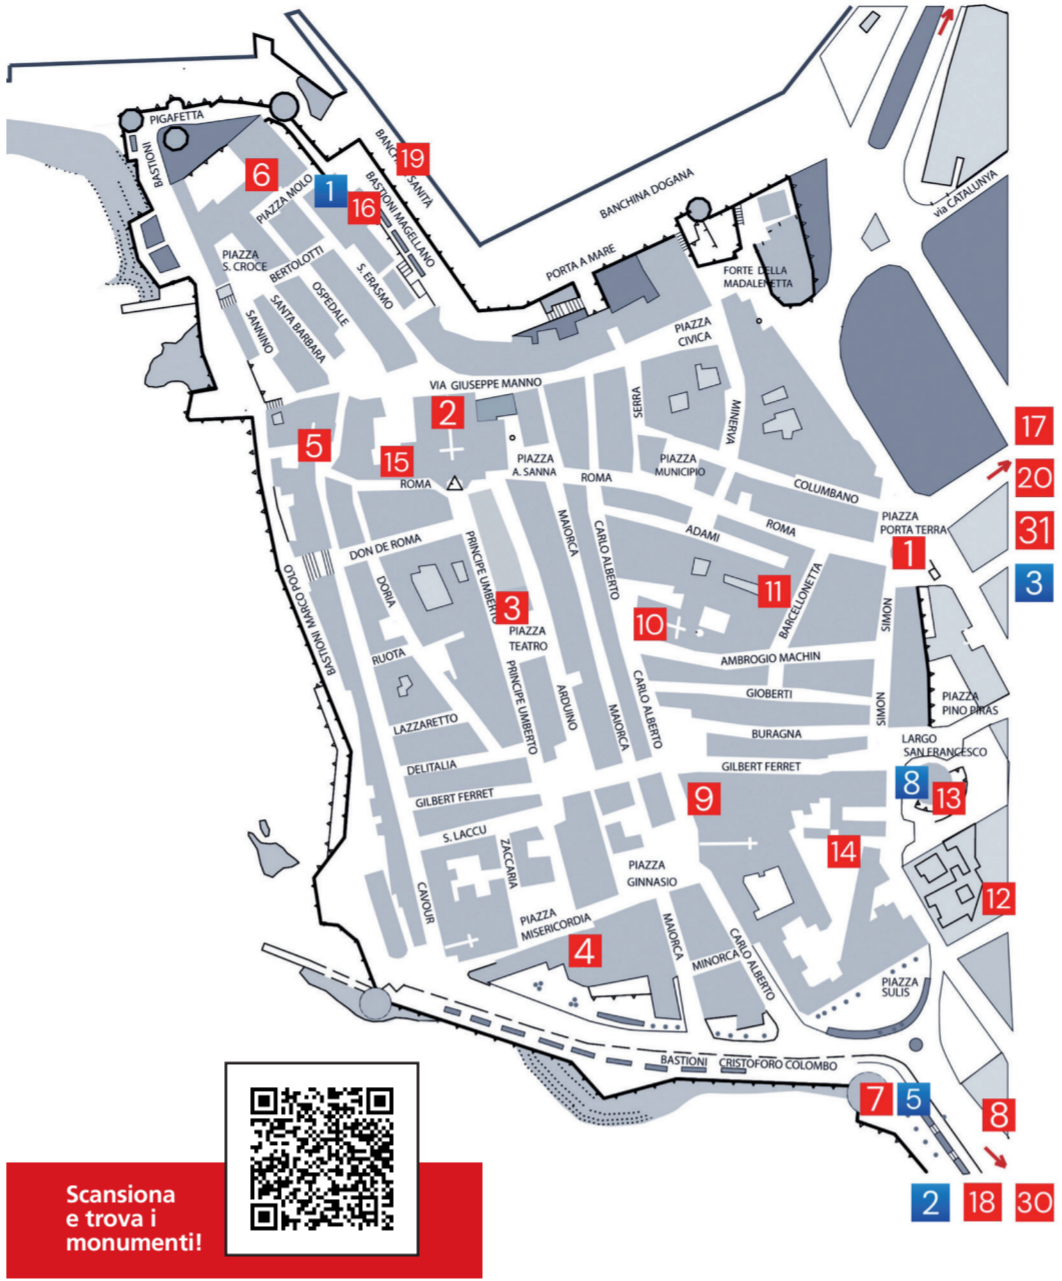 PIGAFETTA
BASTIONI
6
PIAZZA MOLO
1
16
19
BANCHINA SANITÀ
BASTIONI MAGELLANO
BANCHINA DOGANA
via CATALUNYA
PIAZZA
S. CROCE
BERTOLOTTI
S. ERASMO
OSPEDALE
SANTA BARBARA
SANNINO
PORTA A MARE
FORTE DELLA
MADALENETTA
PIAZZA
CIVICA
VIA GIUSEPPE MANNO
2
SERRA
MINERVA
5
15
ROMA
PIAZZA
A. SANNA
ROMA
PIAZZA
MUNICIPIO
COLUMBANO
17
20
31
3
PIAZZA
PORTA TERRA
1
ROMA
ADAMI
MAIORCA
CARLO ALBERTO
DON DE ROMA
PRINCIPE UMBERTO
DORIA
BASTIONI MARCO POLO
3
PIAZZA
TEATRO
10
11
BARCELLONETTA
SIMON
RUOTA
AMBROGIO MACHIN
GIOBERTI
SIMON
PIAZZA
PINO PIRAS
PRINCIPE UMBERTO
ARDUINO
MAIORCA
CARLO ALBERTO
LAZZARETTO
BURAGNA
LARGO
SAN FRANCESCO
DELITALIA
GILBERT FERRET
8
13
GILBERT FERRET
9
S. LACCU
ZACCARIA
14
PIAZZA
GINNASIO
12
CAVOUR
PIAZZA
MISERICORDIA
4
MAIORCA
MINORCA
CARLO ALBERTO
PIAZZA
SULIS
BASTIONI CRISTOFORO COLOMBO
7
5
8
2
18
30
Scansiona
e trova i
monumenti!